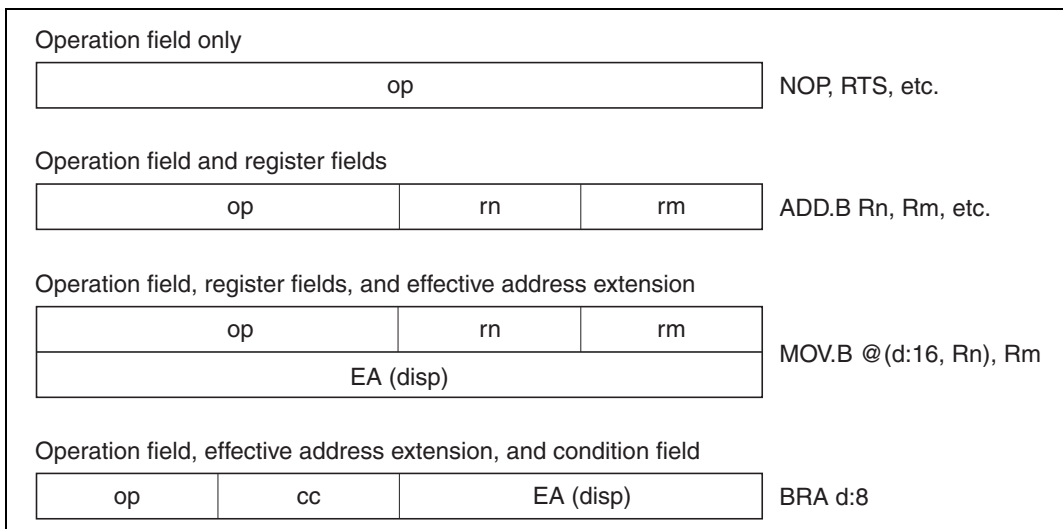 Operation field only
op NOP, RTS, etc.
Operation field and register fields
op rn rm ADD.B Rn, Rm, etc.
Operation field, register fields, and effective address extension
op rn rm
MOV.B @(d:16, Rn), Rm
EA (disp)
Operation field, effective address extension, and condition field
op cc EA (disp) BRA d:8